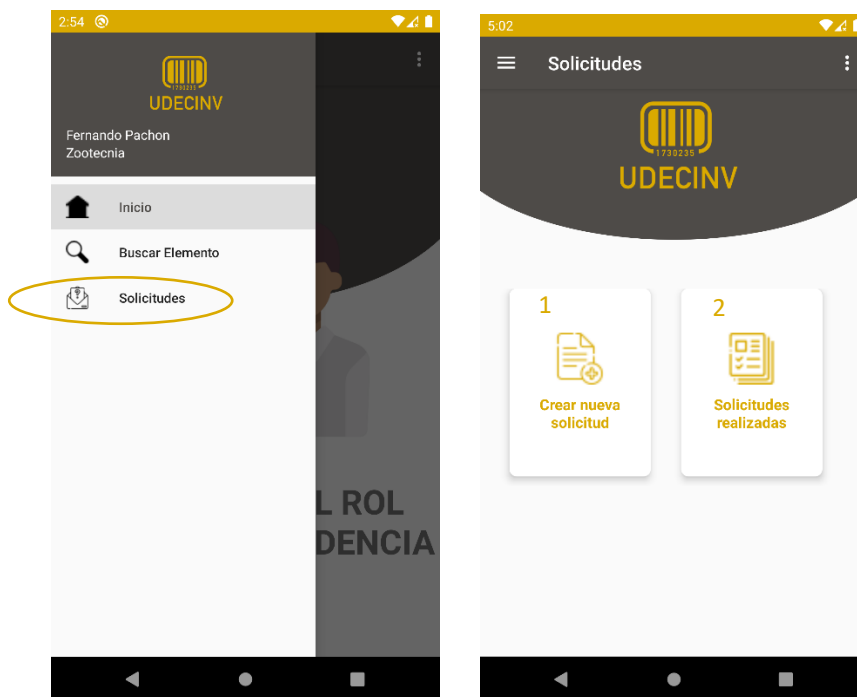 2:54
1730235
UDECINV
Fernando Pachon
Zootecnia
Inicio
Buscar Elemento
Solicitudes
L ROL
DENCIA
5:02
Solicitudes
1730235
UDECINV
1
Crear nueva
solicitud
2
Solicitudes
realizadas